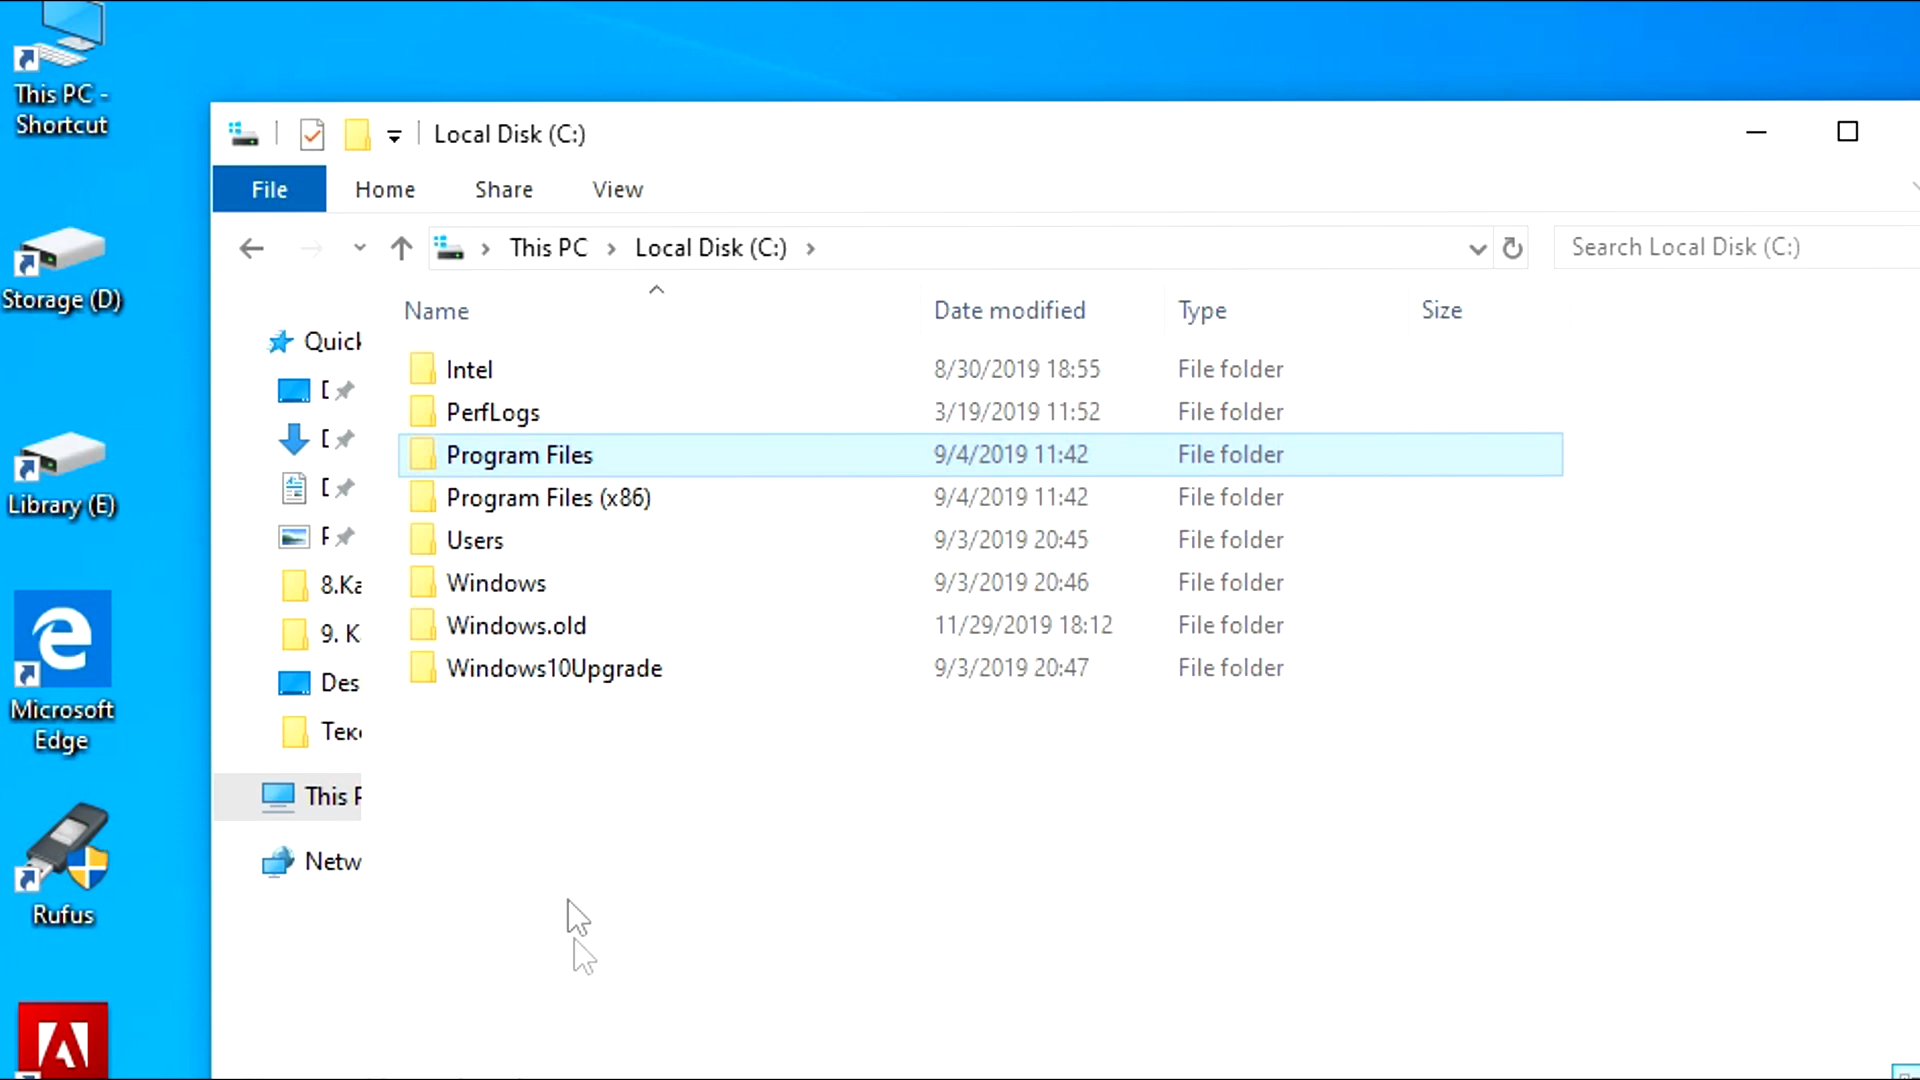 This PC -
Shortcut
Storage (D)
Library (E)
Microsoft
Edge
Rufus
Local Disk (C:)
File Home Share View
This PC Local Disk (C:)
Search Local Disk (C:)
Name Date modified Type Size
Quick
D
D
D
P
8.Ka
9. K
Des
Текс
This P
Netw
Intel 8/30/2019 18:55 File folder
PerfLogs 3/19/2019 11:52 File folder
Program Files 9/4/2019 11:42 File folder
Program Files (x86) 9/4/2019 11:42 File folder
Users 9/3/2019 20:45 File folder
Windows 9/3/2019 20:46 File folder
Windows.old 11/29/2019 18:12 File folder
Windows10Upgrade 9/3/2019 20:47 File folder